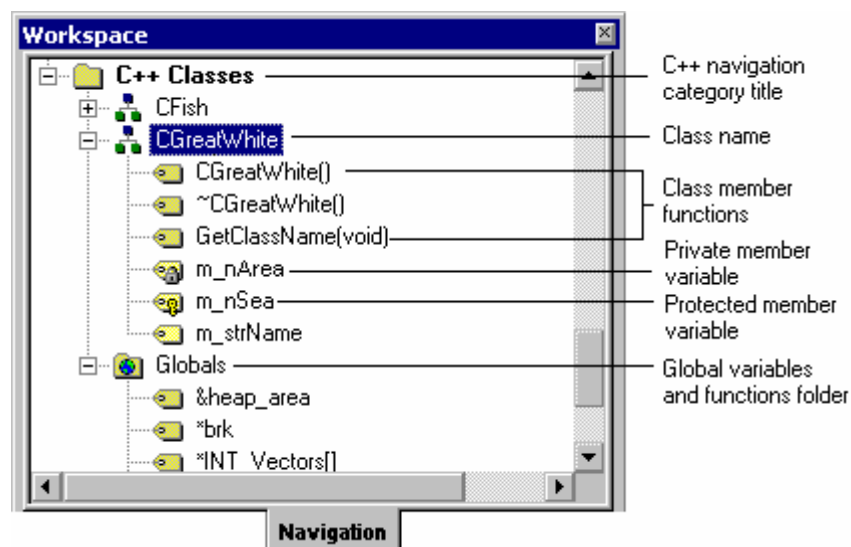 Workspace
C++ Classes
CFish
CGreatWhite
CGreatWhite()
~CGreatWhite()
GetClassName(void)
m_nArea
m_nSea
m_strName
Globals
&heap_area
*brk
*INT_Vectors[]
Navigation
C++ navigation
category title
Class name
Class member
functions
Private member
variable
Protected member
variable
Global variables
and functions folder